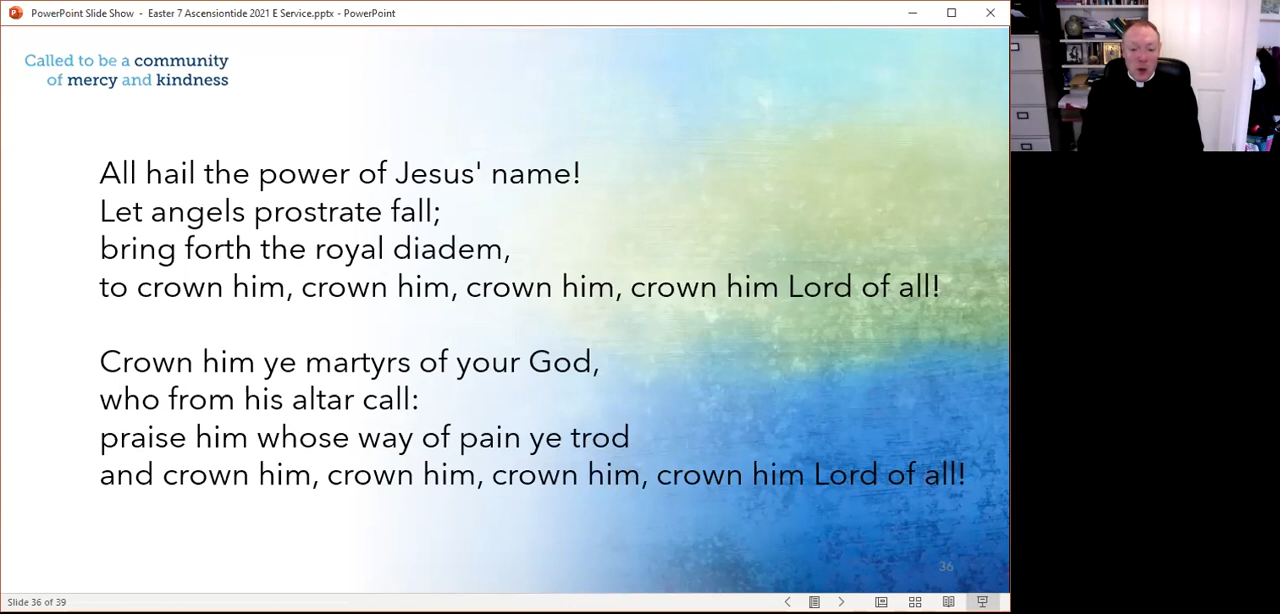 PowerPoint Slide Show - Easter 7 Ascensiontide 2021 E Service.pptx - PowerPoint
Called to be a community
of mercy and kindness
All hail the power of Jesus' name!
Let angels prostrate fall;
bring forth the royal diadem,
to crown him, crown him, crown him, crown him Lord of all!
Crown him ye martyrs of your God,
who from his altar call:
praise him whose way of pain ye trod
and crown him, crown him, crown him, crown him Lord of all!
36
Slide 36 of 39